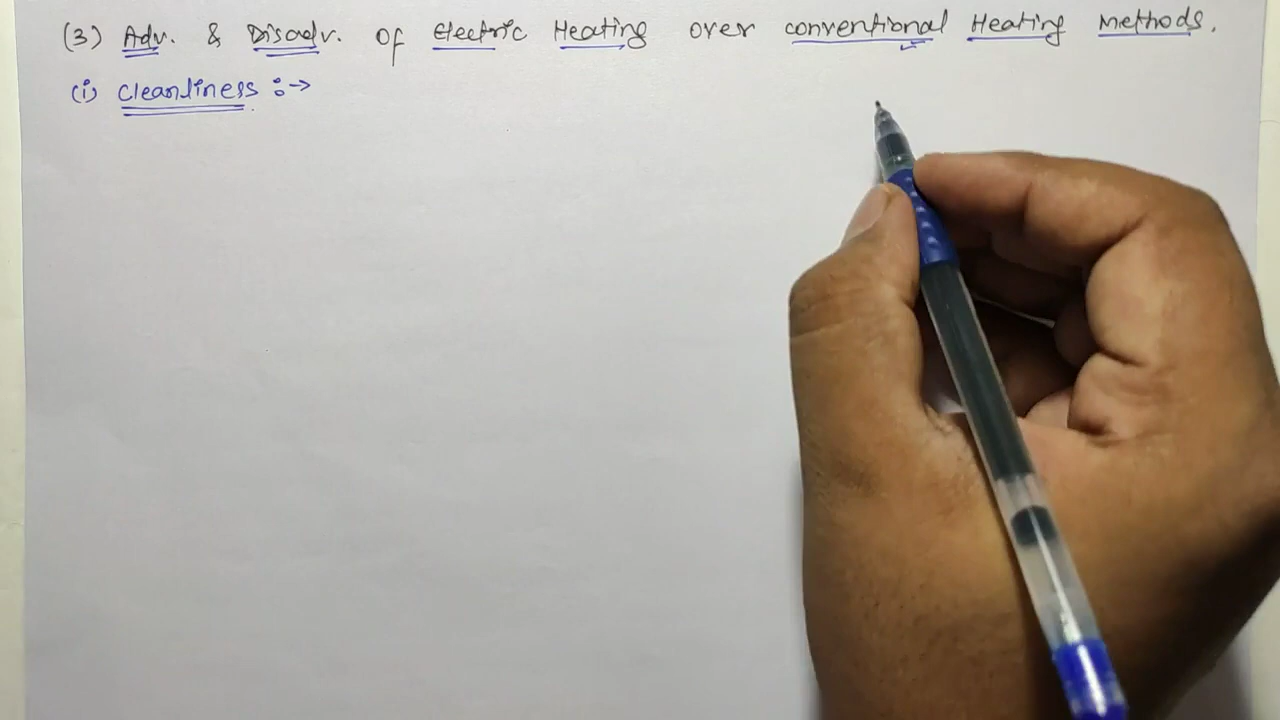 (3) Adv. & Disadv. of Electric Heating over conventional Heating Methods.
(i) Cleanliness :→